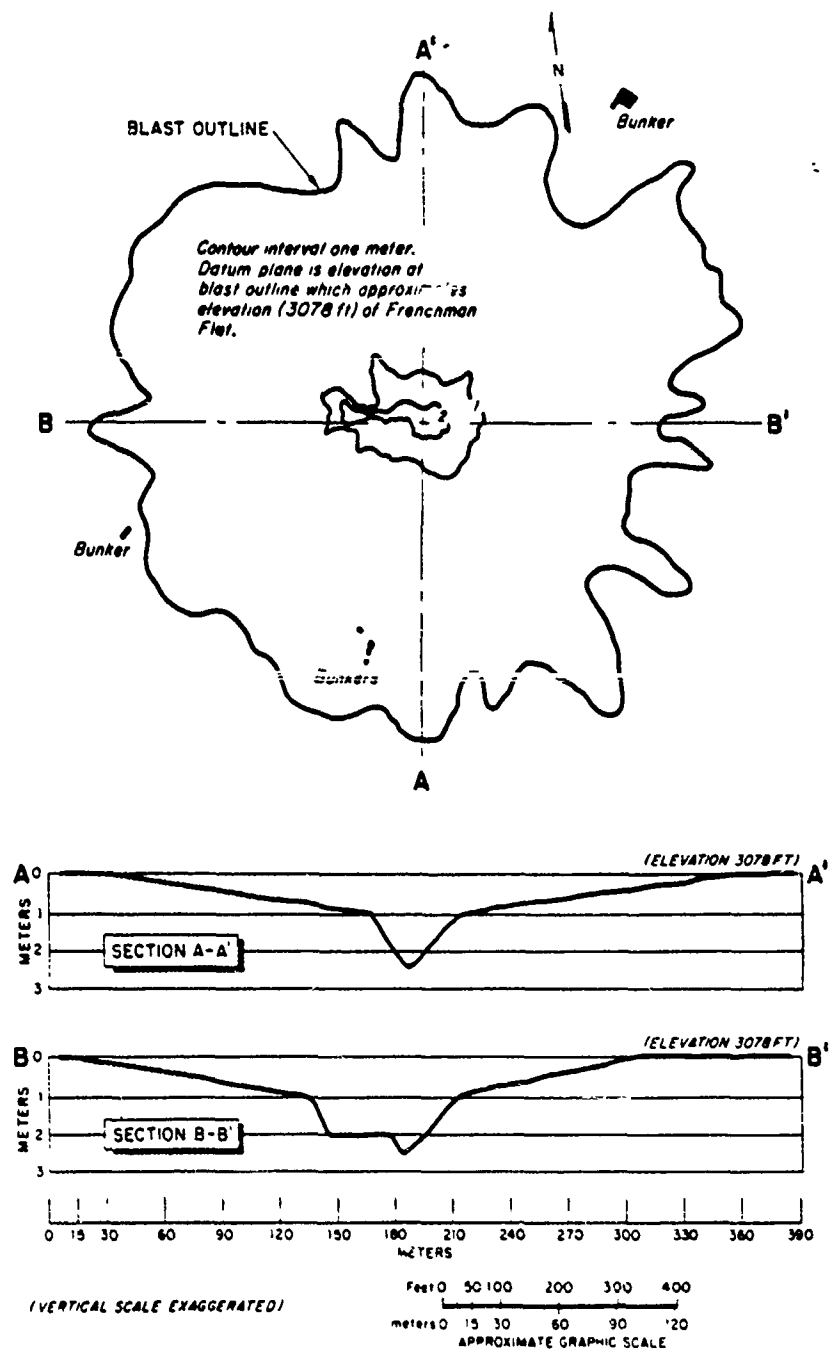 A'
N
Bunker
BLAST OUTLINE
Contour interval one meter.
Datum plane is elevation at
blast outline which approximates
elevation (3078 ft) of Frenchman
Flat.
1
2
B
B'
Bunker
Bunkers
A
(ELEVATION 3078 FT)
A
A'
METERS
0
1
2
3
SECTION A-A'
(ELEVATION 3078 FT)
B
B'
METERS
0
1
2
3
SECTION B-B'
0 15 30 60 90 120 150 180 210 240 270 300 330 390
METERS
(VERTICAL SCALE EXAGGERATED)
Feet 0 50 100 200 300 400
meters 0 15 30 60 90 120
APPROXIMATE GRAPHIC SCALE